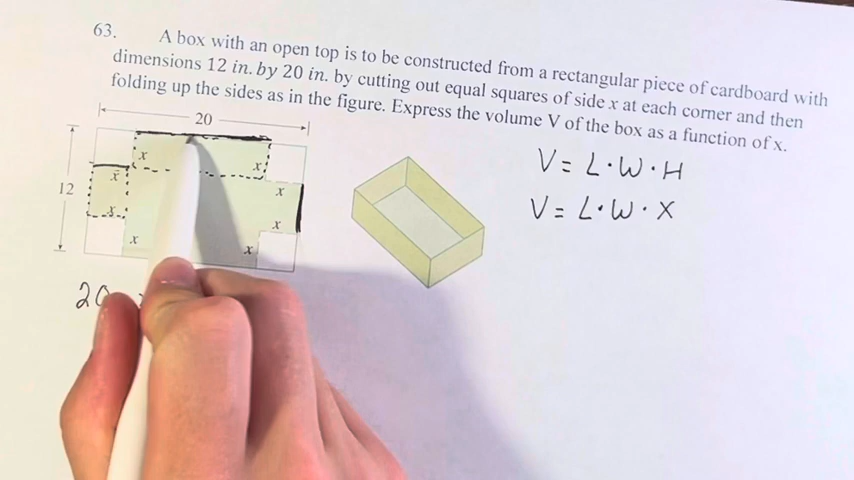 63. A box with an open top is to be constructed from a rectangular piece of cardboard with
dimensions 12 in. by 20 in. by cutting out equal squares of side x at each corner and then
folding up the sides as in the figure. Express the volume V of the box as a function of x.
20
12
x
x
x
x
x
x
x
x
V = L · W · H
V = L · W · X
20